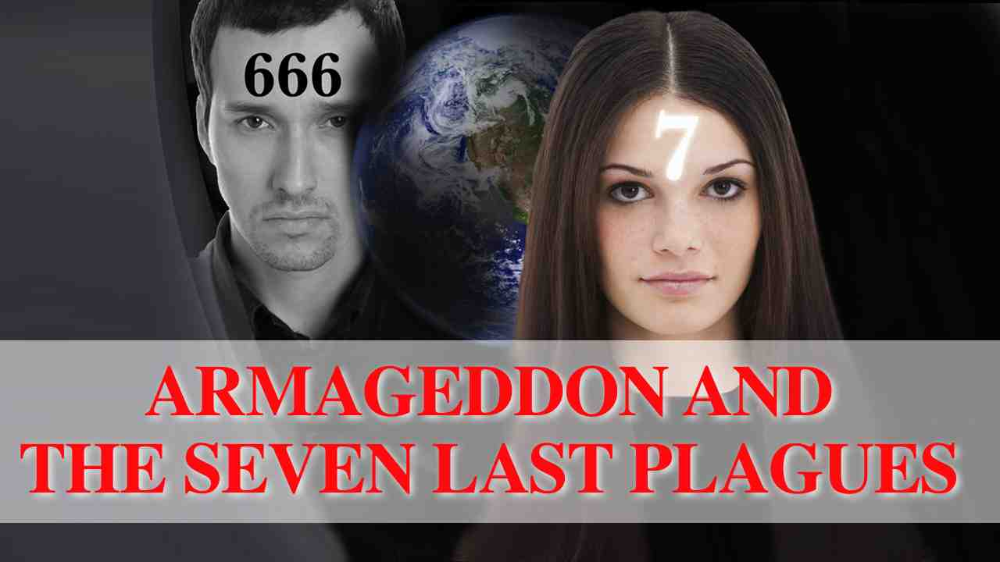 666
7
ARMAGEDDON AND
THE SEVEN LAST PLAGUES